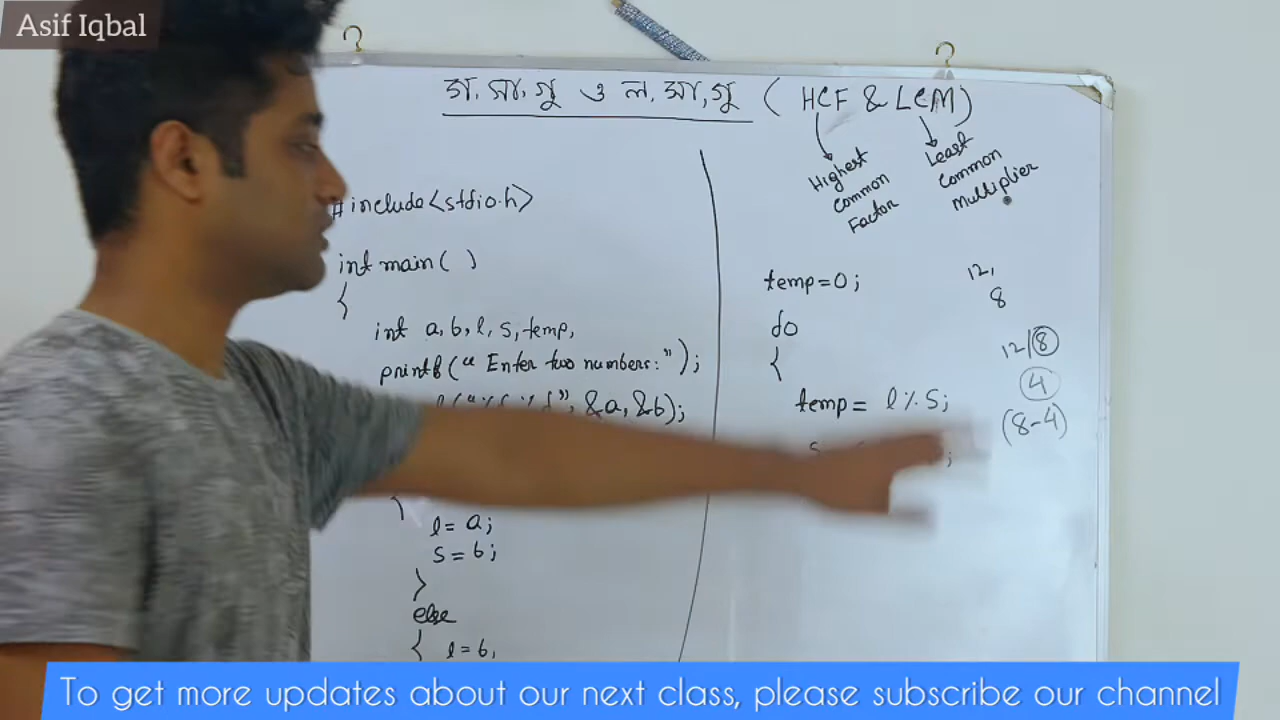 Asif Iqbal
গ.সা.গু ও ল.সা.গু ( HCF & LCM )
Highest
Common
Factor
Least
Common
Multiplier
#include<stdio.h>
int main( )
{
int a, b, l, s, temp,
printf(“ Enter two numbers:”);
&a, &b);
l= a;
s= b;
}
else
{ l= b,
temp=0;
do
{
temp= l%s;
12,
8
12/8
4
(8-4)
To get more updates about our next class, please subscribe our channel